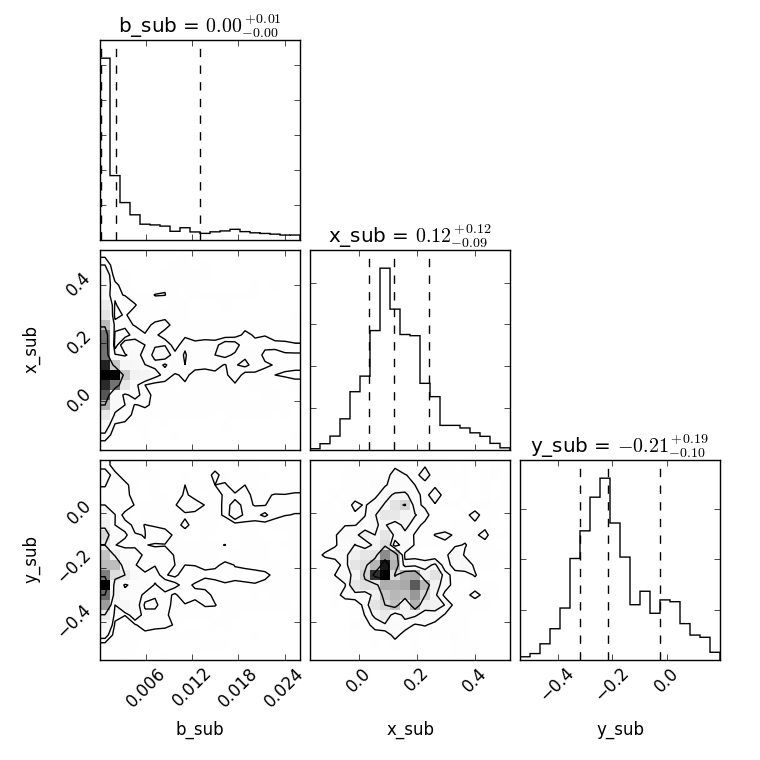 b_sub = 0.00 +0.01 −0.00
x_sub = 0.12 +0.12 −0.09
0.4
0.2
0.0
x_sub
y_sub = −0.21 +0.19 −0.10
0.0
−0.2
−0.4
y_sub
0.006 0.012 0.018 0.024
b_sub
0.0 0.2 0.4
x_sub
−0.4 −0.2 0.0
y_sub